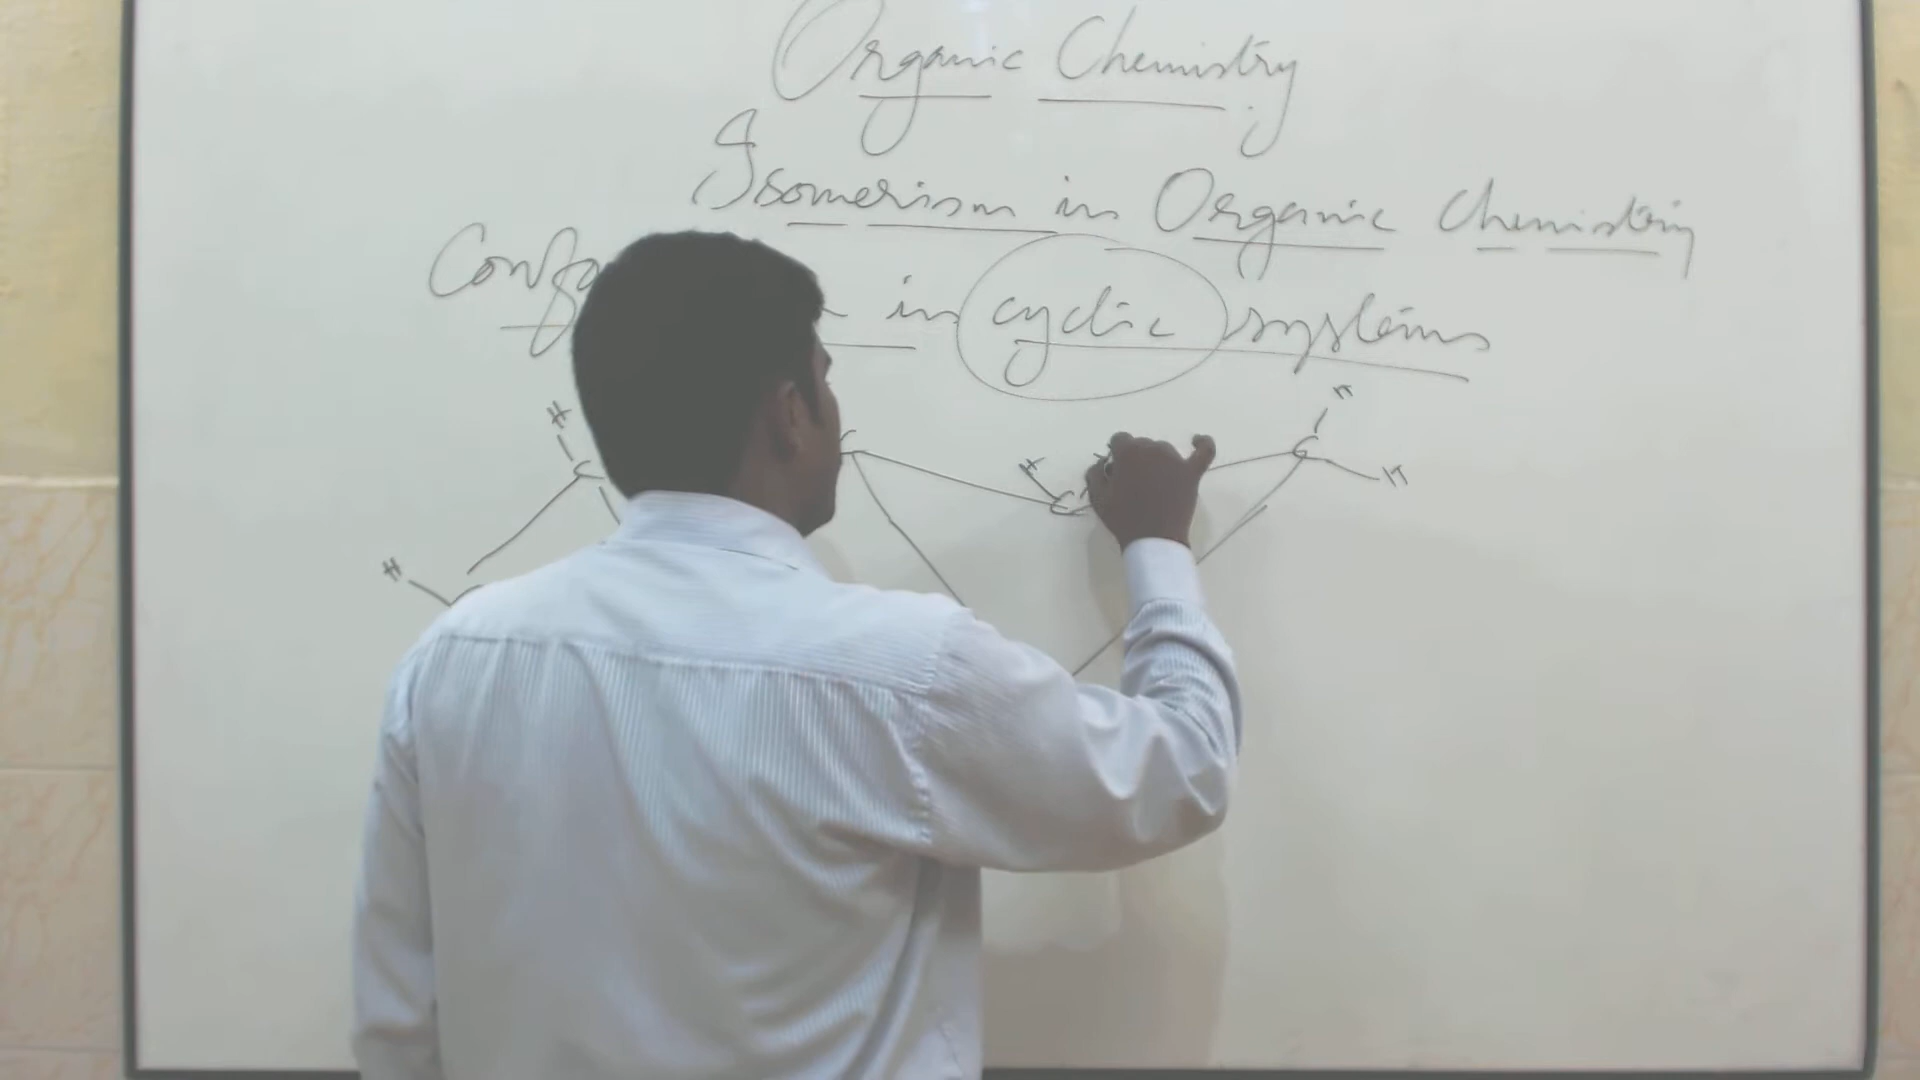 Organic Chemistry
Isomerism in Organic Chemistry
in cyclic systems
H
H
C
C
H
C
H
C
H